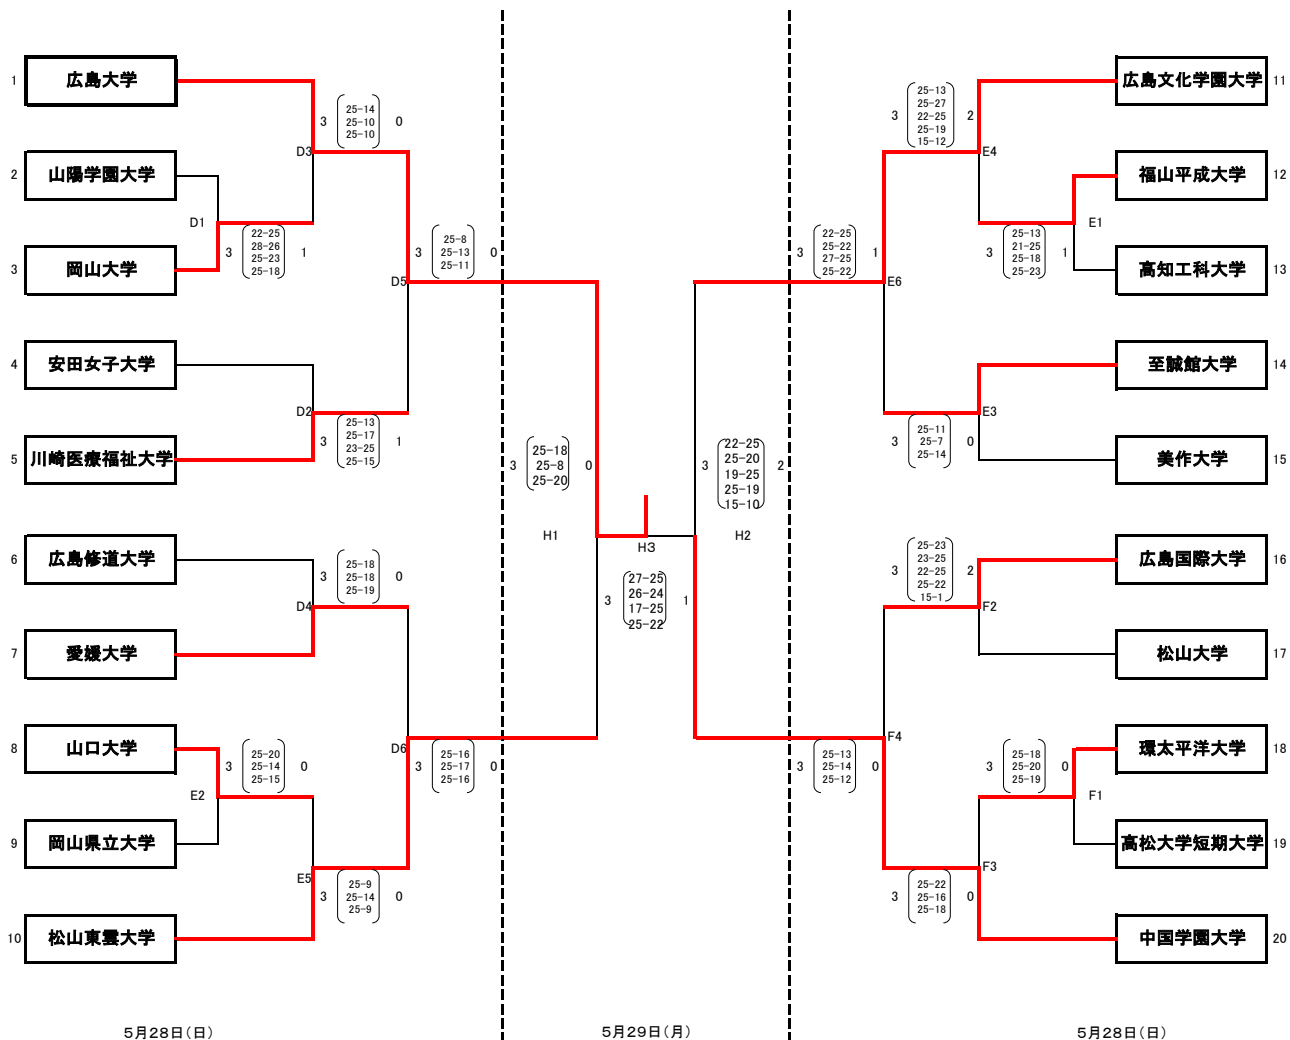 1 広島大学
2 山陽学園大学
3 岡山大学
4 安田女子大学
5 川崎医療福祉大学
6 広島修道大学
7 愛媛大学
8 山口大学
9 岡山県立大学
10 松山東雲大学
D3
3 0
25-14
25-10
25-10
D1
3 1
22-25
28-26
25-23
25-18
D5
3 0
25-8
25-13
25-11
D2
3 1
25-13
25-17
23-25
25-15
D4
3 0
25-18
25-18
25-19
E2
3 0
25-20
25-14
25-15
D6
3 0
25-16
25-17
25-16
E5
3 0
25-9
25-14
25-9
H1
3 0
25-18
25-8
25-20
H3
3 1
27-25
26-24
17-25
25-22
H2
3 2
22-25
25-20
19-25
25-19
15-10
E4
3 2
25-13
25-27
22-25
25-19
15-12
E1
3 1
25-13
21-25
25-18
25-23
E6
3 1
22-25
25-22
27-25
25-22
E3
3 0
25-11
25-7
25-14
F2
3 2
25-23
23-25
22-25
25-22
15-1
F4
3 0
25-13
25-14
25-12
F1
3 0
25-18
25-20
25-19
F3
3 0
25-22
25-16
25-18
広島文化学園大学 11
福山平成大学 12
高知工科大学 13
至誠館大学 14
美作大学 15
広島国際大学 16
松山大学 17
環太平洋大学 18
高松大学短期大学 19
中国学園大学 20
5月28日(日)
5月29日(月)
5月28日(日)